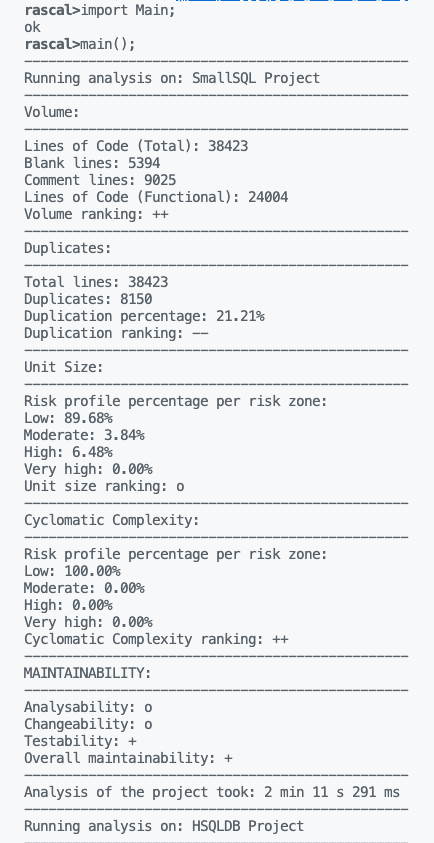 rascal>import Main;
ok
rascal>main();
Running analysis on: SmallSQL Project
Volume:
Lines of Code (Total): 38423
Blank lines: 5394
Comment lines: 9025
Lines of Code (Functional): 24004
Volume ranking: ++
Duplicates:
Total lines: 38423
Duplicates: 8150
Duplication percentage: 21.21%
Duplication ranking: --
Unit Size:
Risk profile percentage per risk zone:
Low: 89.68%
Moderate: 3.84%
High: 6.48%
Very high: 0.00%
Unit size ranking: o
Cyclomatic Complexity:
Risk profile percentage per risk zone:
Low: 100.00%
Moderate: 0.00%
High: 0.00%
Very high: 0.00%
Cyclomatic Complexity ranking: ++
MAINTAINABILITY:
Analysability: o
Changeability: o
Testability: +
Overall maintainability: +
Analysis of the project took: 2 min 11 s 291 ms
Running analysis on: HSQLDB Project